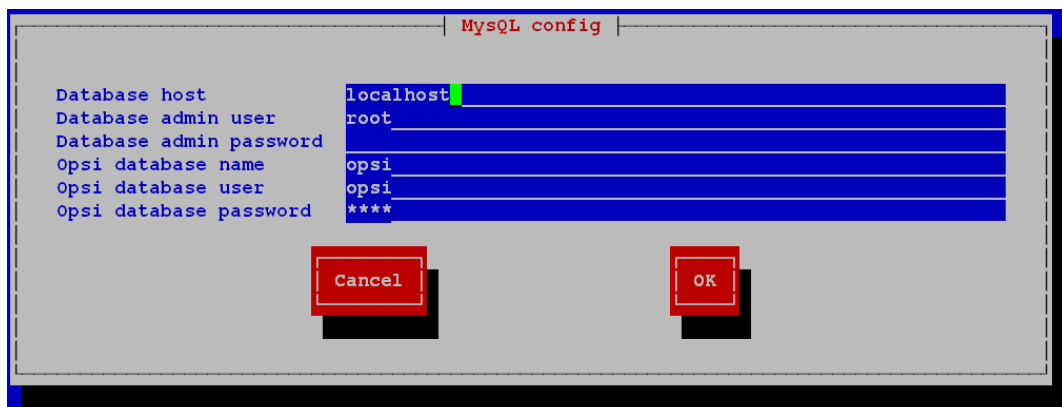 MysQL config
Database host localhost
Database admin user root
Database admin password
Opsi database name opsi
Opsi database user opsi
Opsi database password ****
Cancel OK